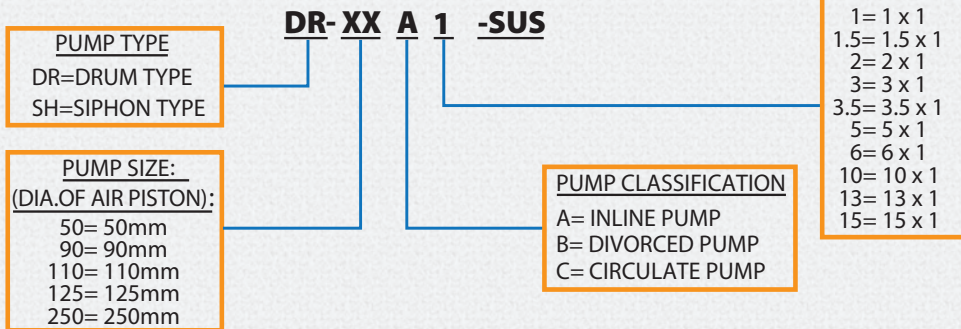 DR- XX A 1 -SUS
PUMP TYPE
DR=DRUM TYPE
SH=SIPHON TYPE
PUMP SIZE:
(DIA.OF AIR PISTON):
50= 50mm
90= 90mm
110= 110mm
125= 125mm
250= 250mm
PUMP CLASSIFICATION
A= INLINE PUMP
B= DIVORCED PUMP
C= CIRCULATE PUMP
1= 1 x 1
1.5= 1.5 x 1
2= 2 x 1
3= 3 x 1
3.5= 3.5 x 1
5= 5 x 1
6= 6 x 1
10= 10 x 1
13= 13 x 1
15= 15 x 1